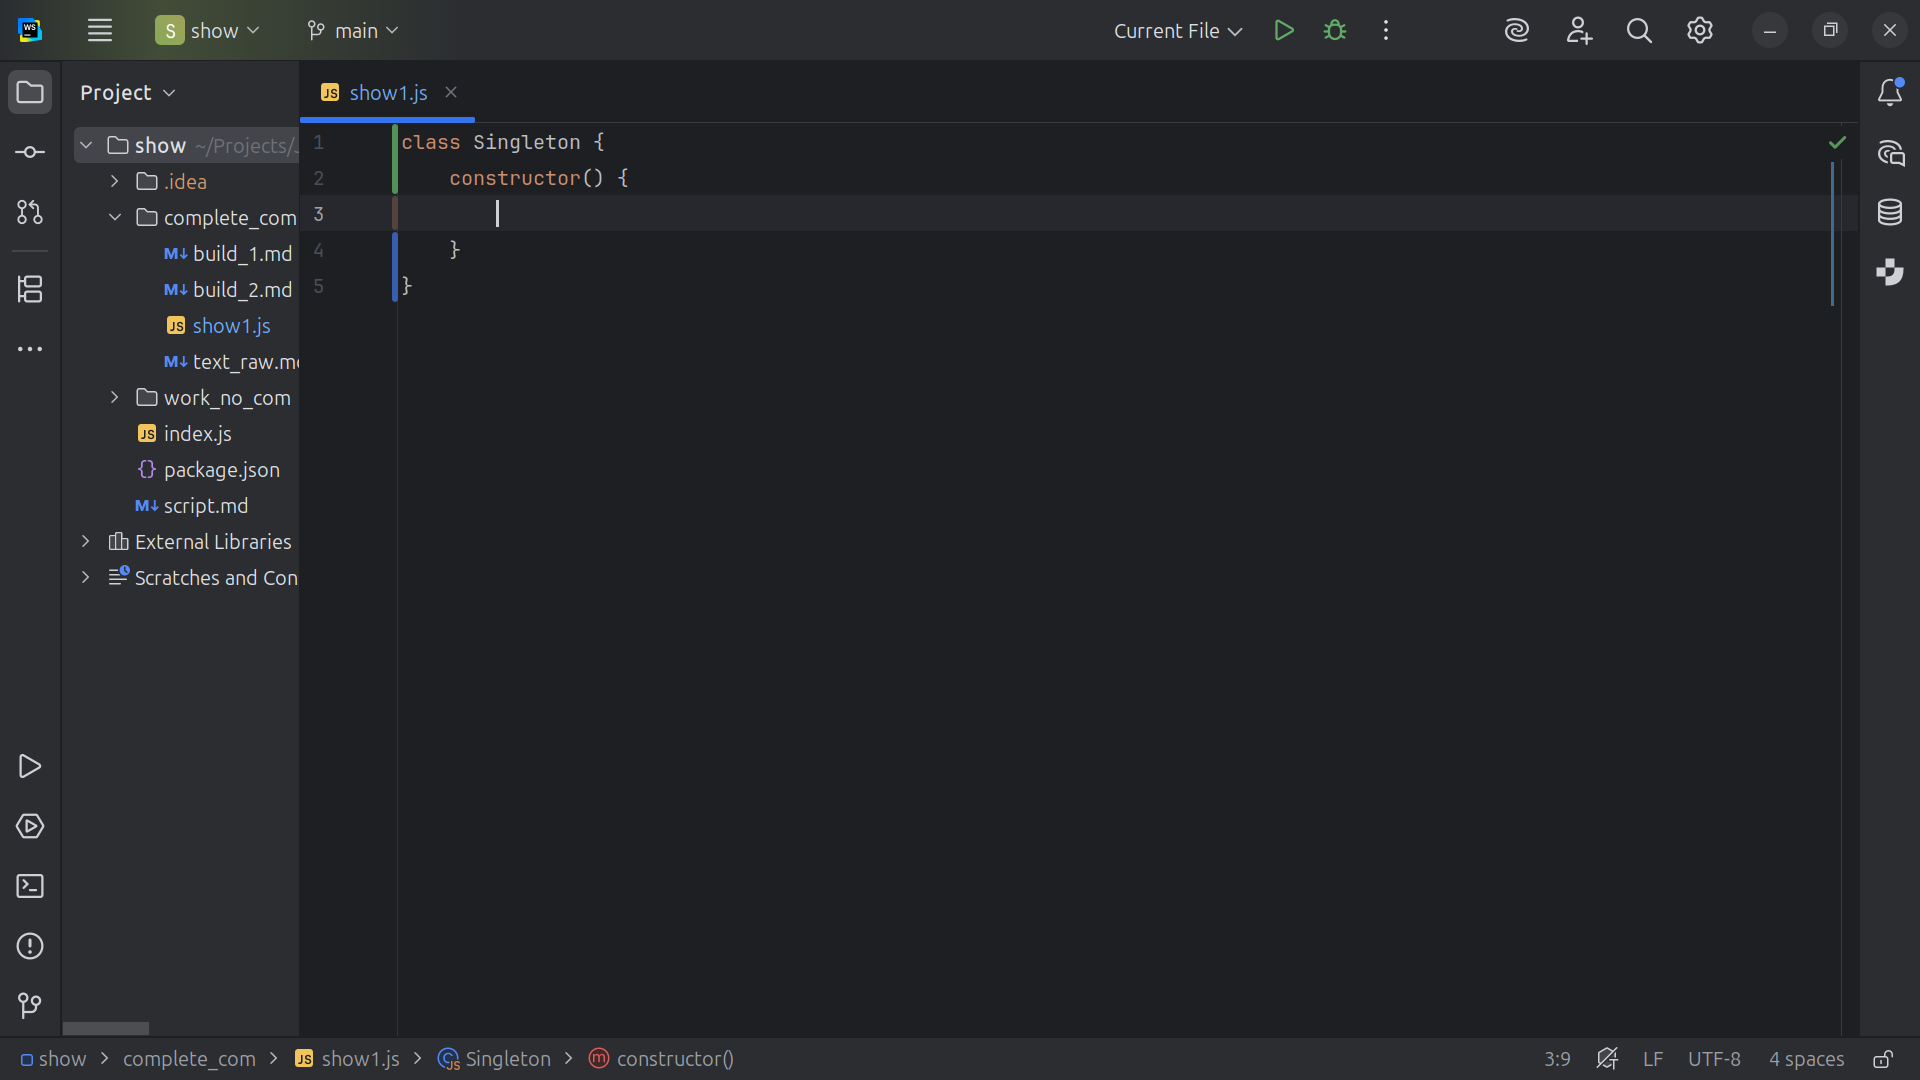 S show main Current File
Project
show1.js
show ~/Projects/J
.idea
complete_com
build_1.md
build_2.md
show1.js
text_raw.md
work_no_com
index.js
package.json
script.md
External Libraries
Scratches and Con
1 class Singleton {
2 constructor() {
3
4 }
5 }
show > complete_com > show1.js > Singleton > constructor()
3:9 LF UTF-8 4 spaces